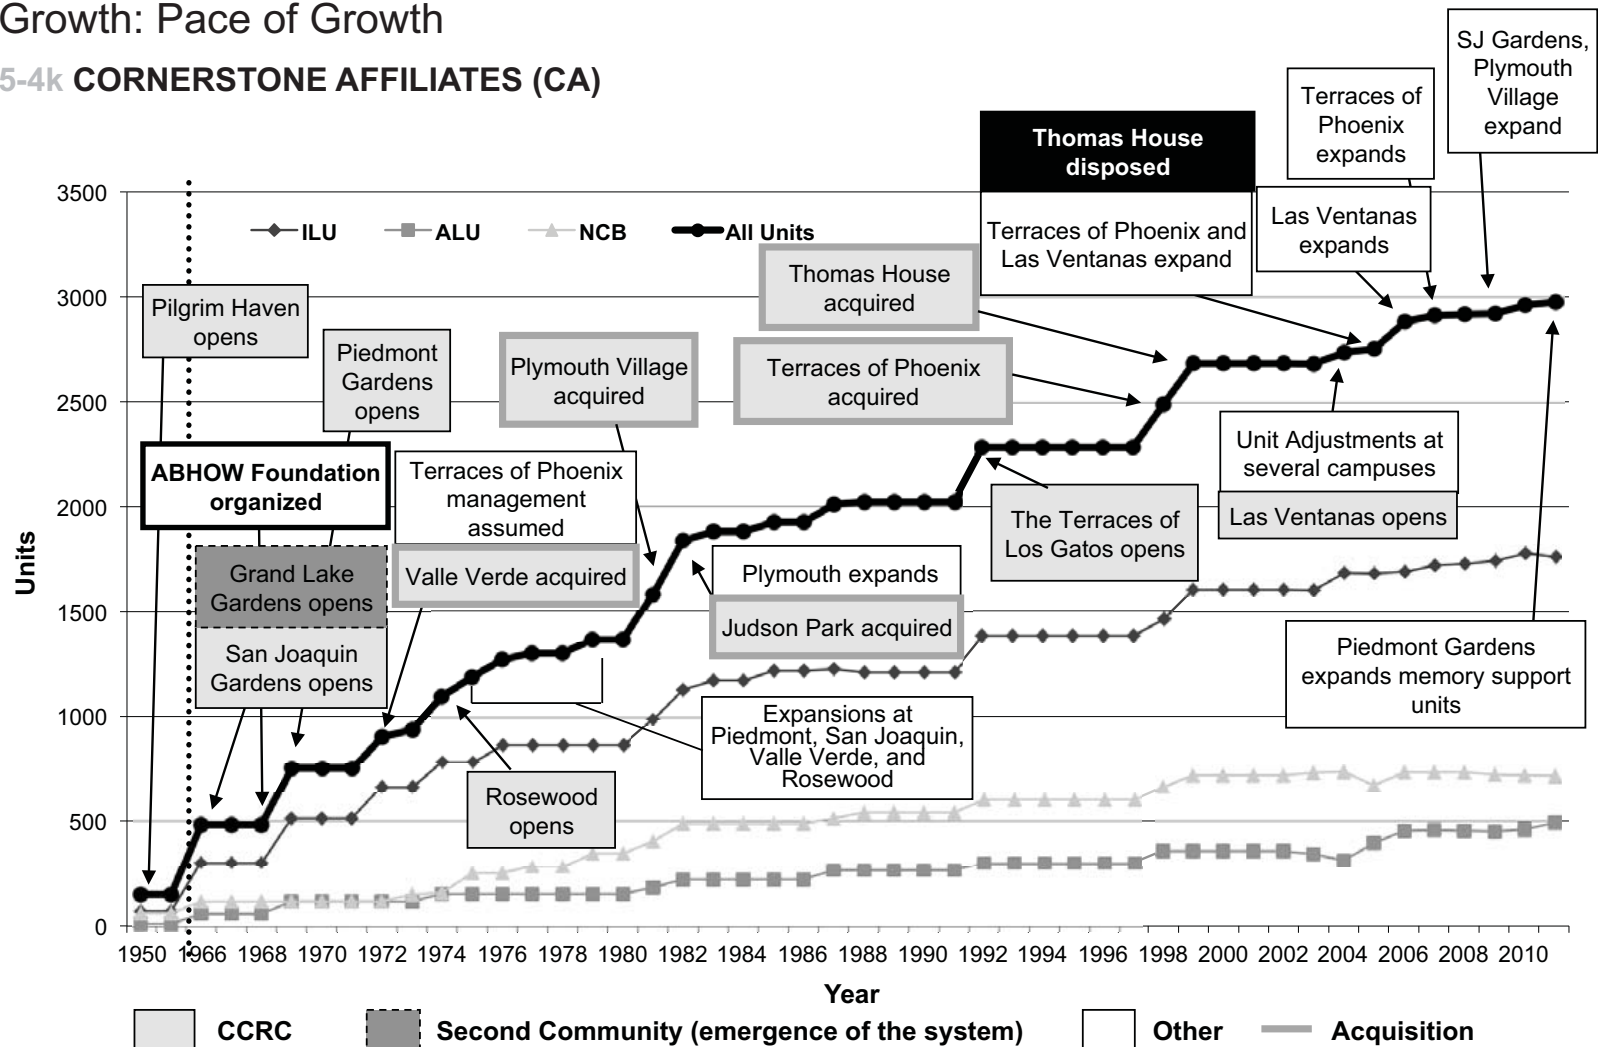 Growth: Pace of Growth
5-4k CORNERSTONE AFFILIATES (CA)
SJ Gardens,
Plymouth
Village
expand
Terraces of
Phoenix
expands
Thomas House
disposed
Terraces of Phoenix and
Las Ventanas expand
Las Ventanas
expands
ILU
ALU
NCB
All Units
Thomas House
acquired
Pilgrim Haven
opens
Piedmont
Gardens
opens
Plymouth Village
acquired
Terraces of Phoenix
acquired
ABHOW Foundation
organized
Terraces of Phoenix
management
assumed
Valle Verde acquired
Grand Lake
Gardens opens
San Joaquin
Gardens opens
Unit Adjustments at
several campuses
Las Ventanas opens
The Terraces of
Los Gatos opens
Plymouth expands
Judson Park acquired
Piedmont Gardens
expands memory support
units
Expansions at
Piedmont, San Joaquin,
Valle Verde, and
Rosewood
Rosewood
opens
Units
3500
3000
2500
2000
1500
1000
500
0
1950 1966 1968 1970 1972 1974 1976 1978 1980 1982 1984 1986 1988 1990 1992 1994 1996 1998 2000 2002 2004 2006 2008 2010
Year
CCRC
Second Community (emergence of the system)
Other
Acquisition